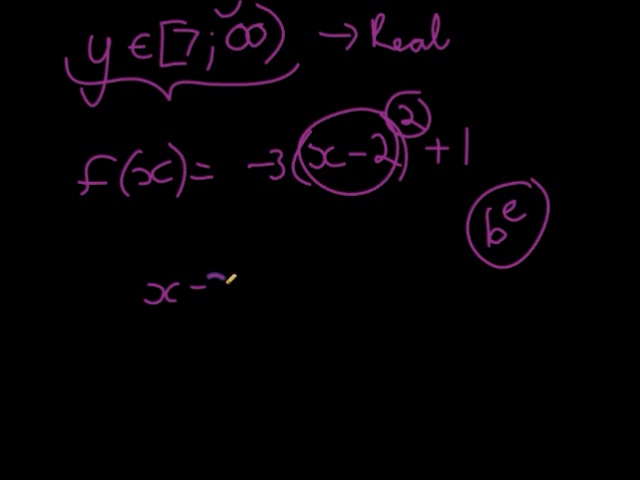 y ∈ [7; ∞) → Real
f(x) = -3(x-2)² + 1
bᵉ
x -